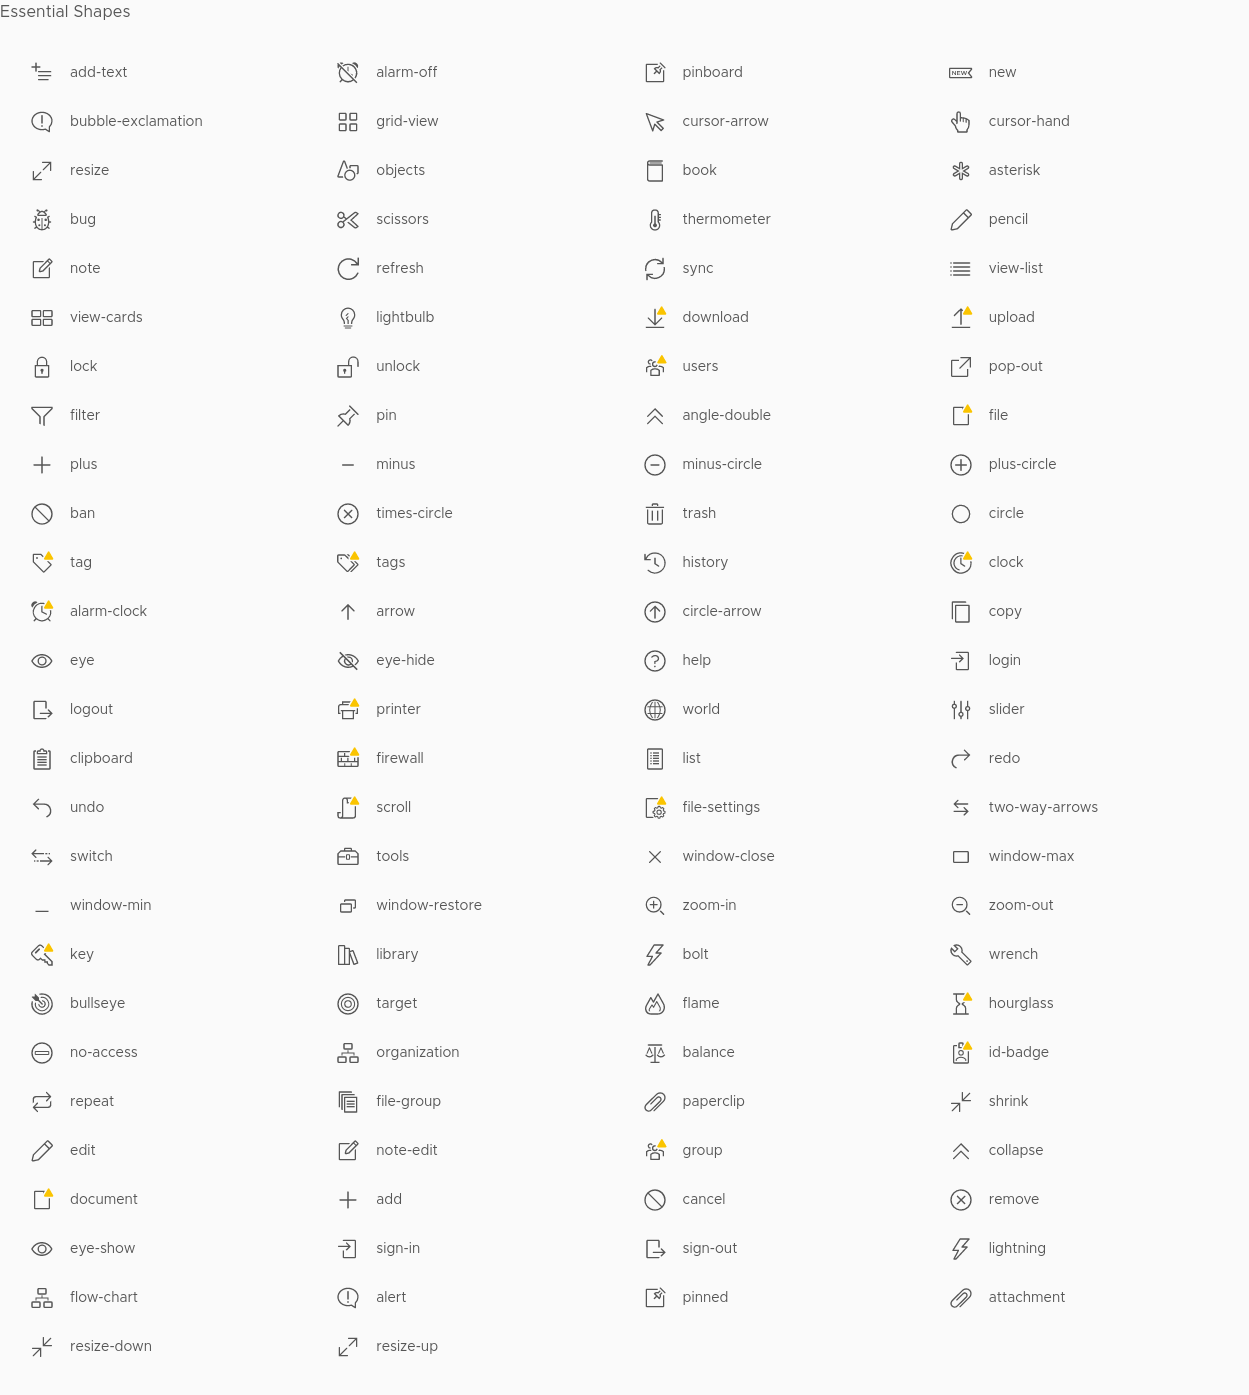 Essential Shapes
add-text
alarm-off
pinboard
NEW
new
bubble-exclamation
grid-view
cursor-arrow
cursor-hand
resize
objects
book
asterisk
bug
scissors
thermometer
pencil
note
refresh
sync
view-list
view-cards
lightbulb
download
upload
lock
unlock
users
pop-out
filter
pin
angle-double
file
plus
minus
minus-circle
plus-circle
ban
times-circle
trash
circle
tag
tags
history
clock
alarm-clock
arrow
circle-arrow
copy
eye
eye-hide
help
login
logout
printer
world
slider
clipboard
firewall
list
redo
undo
scroll
file-settings
two-way-arrows
switch
tools
window-close
window-max
window-min
window-restore
zoom-in
zoom-out
key
library
bolt
wrench
bullseye
target
flame
hourglass
no-access
organization
balance
id-badge
repeat
file-group
paperclip
shrink
edit
note-edit
group
collapse
document
add
cancel
remove
eye-show
sign-in
sign-out
lightning
flow-chart
alert
pinned
attachment
resize-down
resize-up